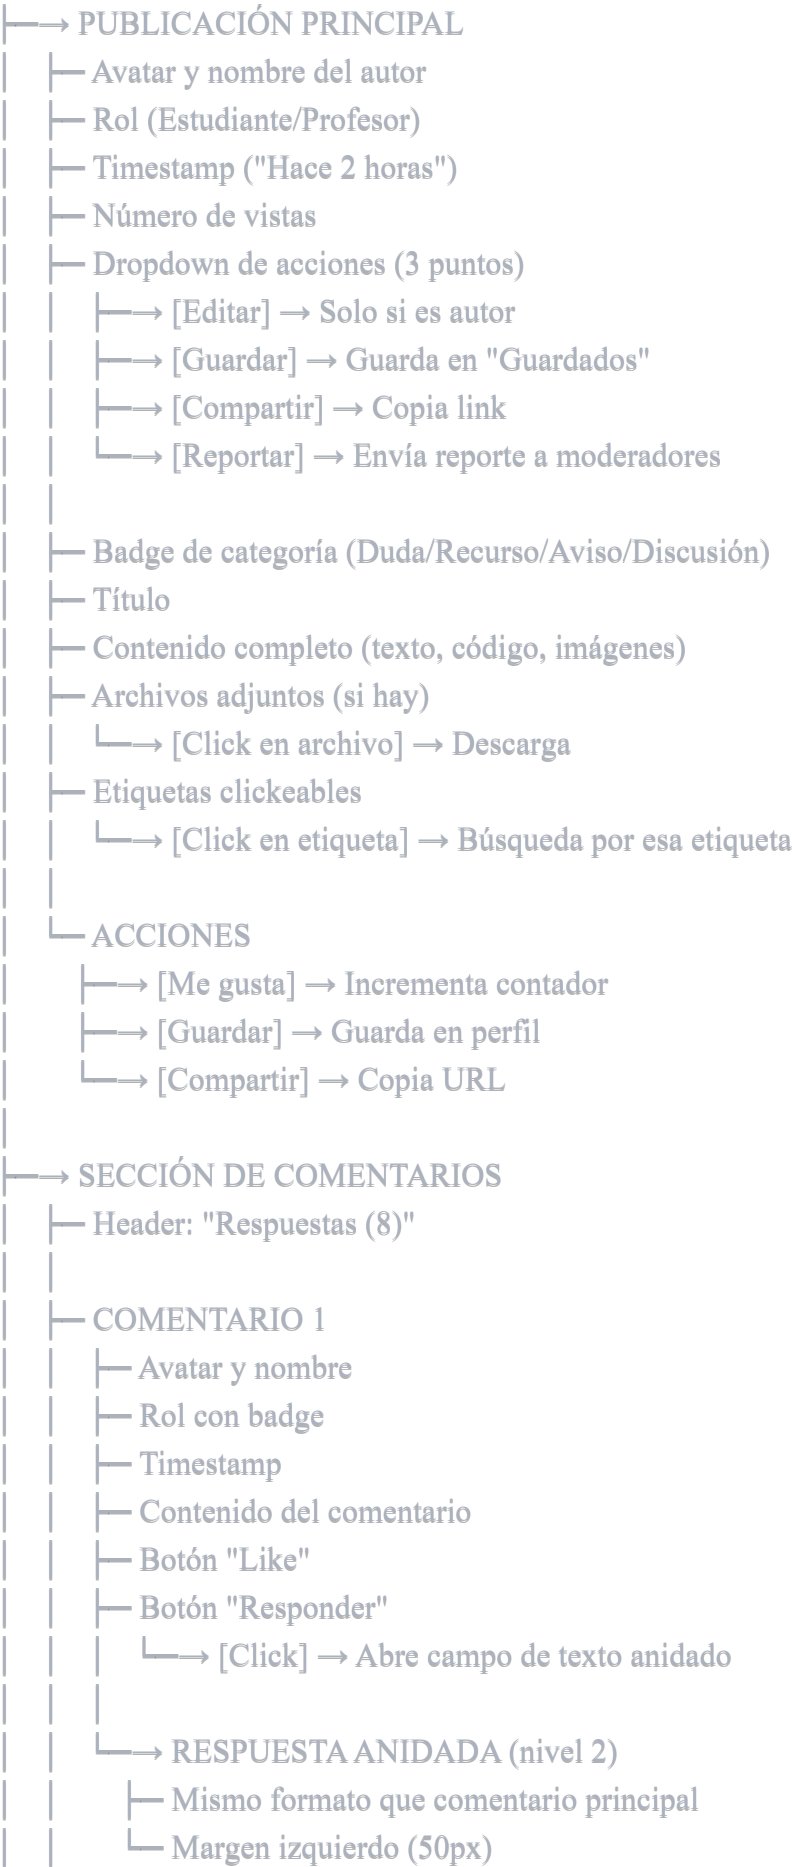 ├──→ PUBLICACIÓN PRINCIPAL
│ ├── Avatar y nombre del autor
│ ├── Rol (Estudiante/Profesor)
│ ├── Timestamp ("Hace 2 horas")
│ ├── Número de vistas
│ ├── Dropdown de acciones (3 puntos)
│ │ ├──→ [Editar] → Solo si es autor
│ │ ├──→ [Guardar] → Guarda en "Guardados"
│ │ ├──→ [Compartir] → Copia link
│ │ └──→ [Reportar] → Envía reporte a moderadores
│ │
│ ├── Badge de categoría (Duda/Recurso/Aviso/Discusión)
│ ├── Título
│ ├── Contenido completo (texto, código, imágenes)
│ ├── Archivos adjuntos (si hay)
│ │ └──→ [Click en archivo] → Descarga
│ ├── Etiquetas clickeables
│ │ └──→ [Click en etiqueta] → Búsqueda por esa etiqueta
│ │
│ └── ACCIONES
│ ├──→ [Me gusta] → Incrementa contador
│ ├──→ [Guardar] → Guarda en perfil
│ └──→ [Compartir] → Copia URL
│
├──→ SECCIÓN DE COMENTARIOS
│ ├── Header: "Respuestas (8)"
│ │
│ ├── COMENTARIO 1
│ │ ├── Avatar y nombre
│ │ ├── Rol con badge
│ │ ├── Timestamp
│ │ ├── Contenido del comentario
│ │ ├── Botón "Like"
│ │ ├── Botón "Responder"
│ │ │ └──→ [Click] → Abre campo de texto anidado
│ │ │
│ │ └──→ RESPUESTA ANIDADA (nivel 2)
│ │ ├── Mismo formato que comentario principal
│ │ └── Margen izquierdo (50px)